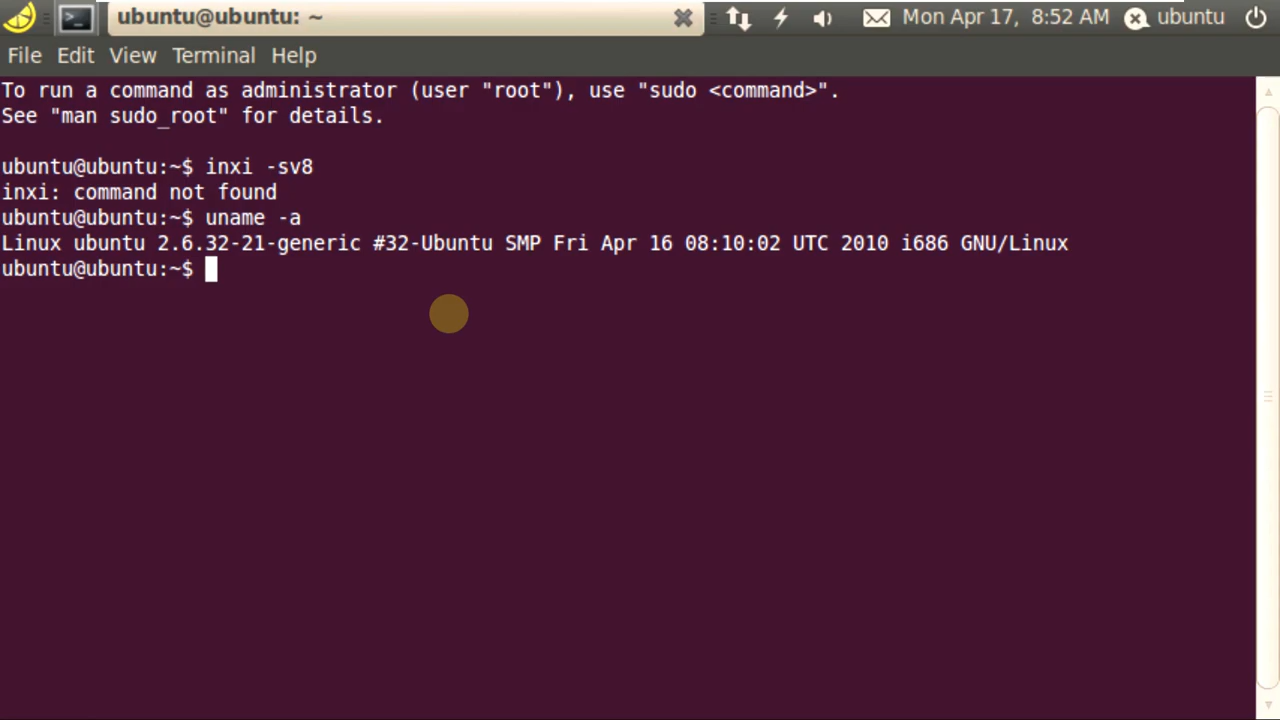 ubuntu@ubuntu: ~
Mon Apr 17, 8:52 AM
ubuntu
File Edit View Terminal Help
To run a command as administrator (user "root"), use "sudo <command>".
See "man sudo_root" for details.
ubuntu@ubuntu:~$ inxi -sv8
inxi: command not found
ubuntu@ubuntu:~$ uname -a
Linux ubuntu 2.6.32-21-generic #32-Ubuntu SMP Fri Apr 16 08:10:02 UTC 2010 i686 GNU/Linux
ubuntu@ubuntu:~$